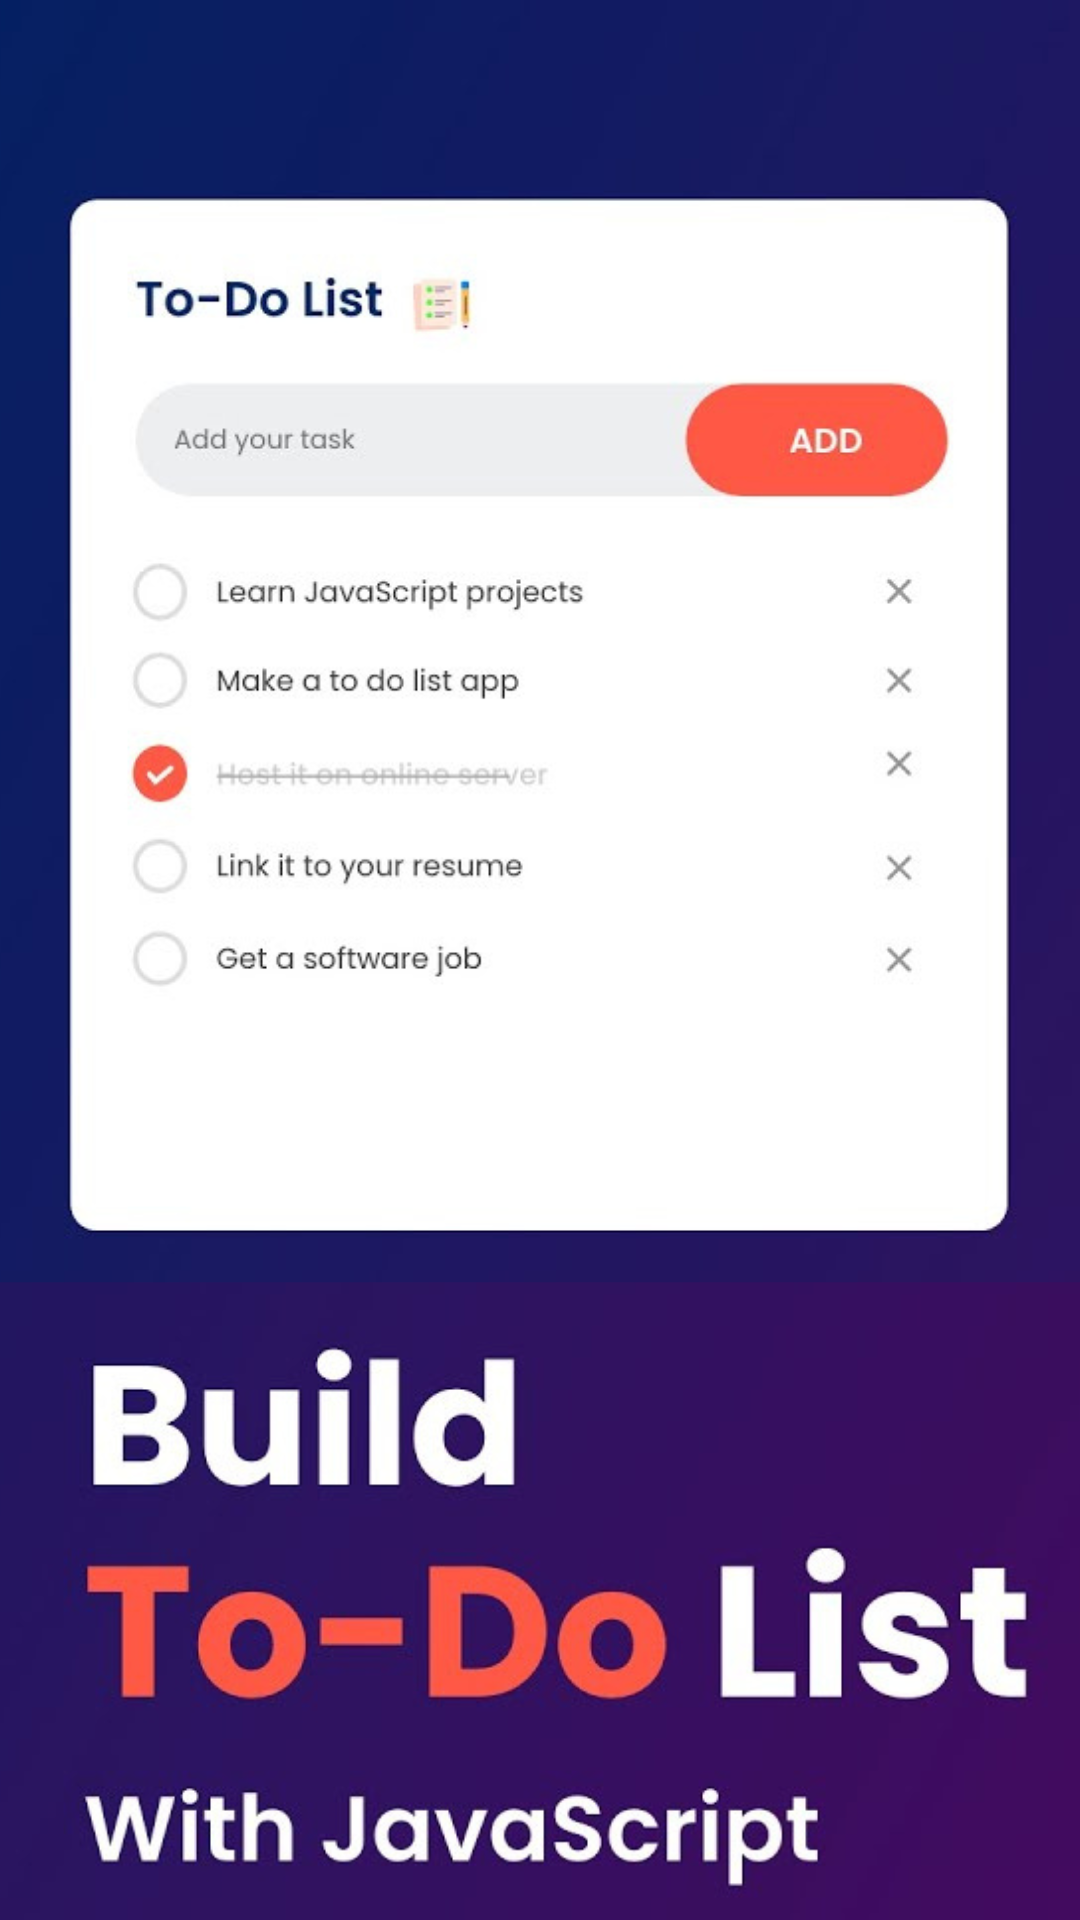 To-Do List
Add your task
ADD
Learn JavaScript projects
Make a to do list app
Host it on online server
Link it to your resume
Get a software job
Build
To-Do List
With JavaScript